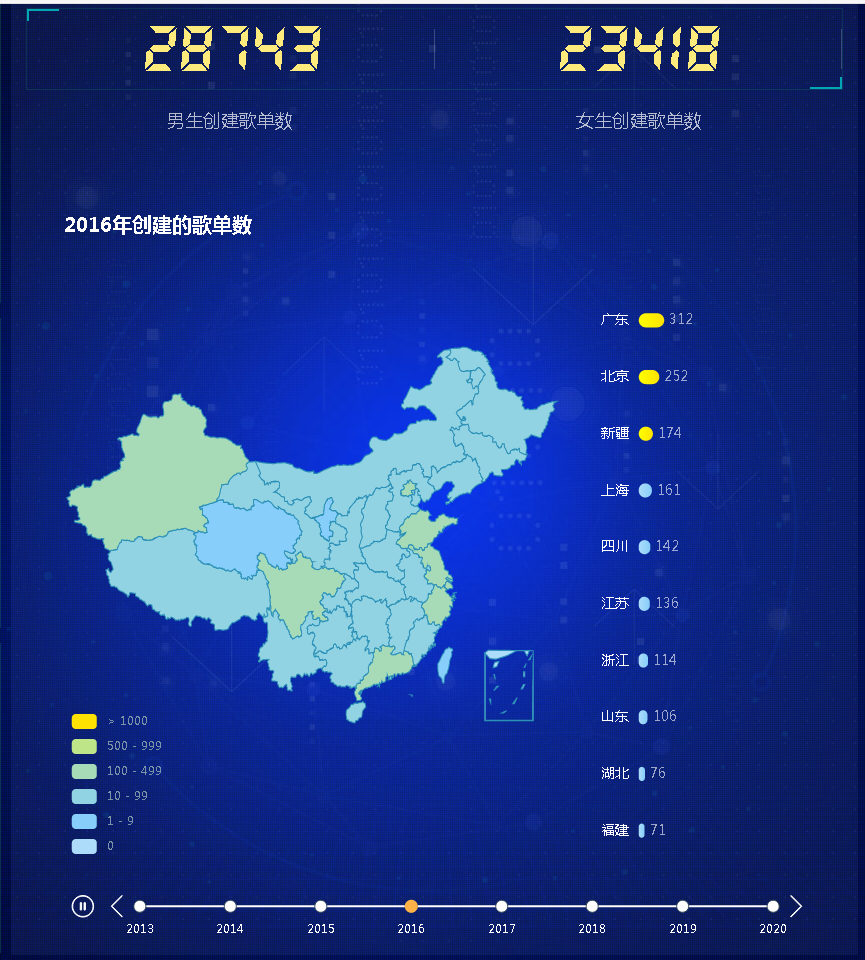 28743 23418
男生创建歌单数 女生创建歌单数
2016年创建的歌单数
广东 312
北京 252
新疆 174
上海 161
四川 142
江苏 136
浙江 114
山东 106
湖北 76
福建 71
> 1000
500 - 999
100 - 499
10 - 99
1 - 9
0
2013 2014 2015 2016 2017 2018 2019 2020